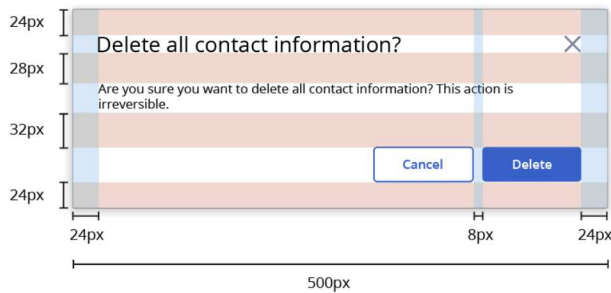 24px
Delete all contact information?
28px
Are you sure you want to delete all contact information? This action is
irreversible.
32px
Cancel
Delete
24px
24px
8px
24px
500px